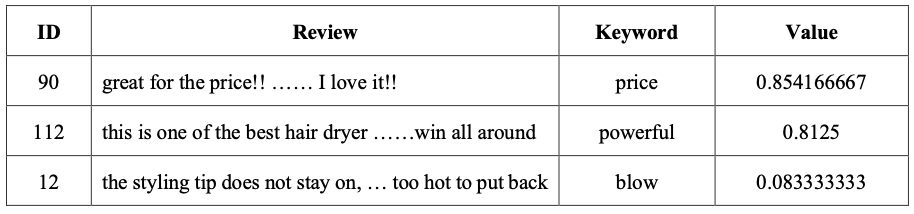 ID Review Keyword Value
90 great for the price!! …… I love it!! price 0.854166667
112 this is one of the best hair dryer ……win all around powerful 0.8125
12 the styling tip does not stay on, … too hot to put back blow 0.083333333